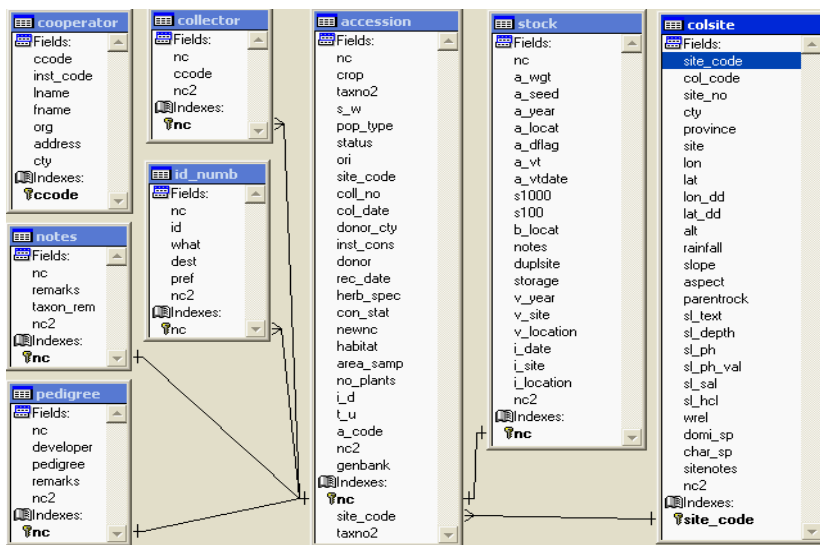 cooperator
Fields:
ccode
inst_code
lname
fname
org
address
cty
Indexes:
ccode
notes
Fields:
nc
remarks
taxon_rem
nc2
Indexes:
nc
pedigree
Fields:
nc
developer
pedigree
remarks
nc2
Indexes:
nc
collector
Fields:
nc
ccode
nc2
Indexes:
nc
id_numb
Fields:
nc
id
what
dest
pref
nc2
Indexes:
nc
accession
Fields:
nc
crop
taxno2
s_w
pop_type
status
ori
site_code
coll_no
col_date
donor_cty
inst_cons
donor
rec_date
herb_spec
con_stat
newnc
habitat
area_samp
no_plants
i_d
t_u
a_code
nc2
genbank
Indexes:
nc
site_code
taxno2
stock
Fields:
nc
a_wgt
a_seed
a_year
a_locat
a_dflag
a_vt
a_vtdate
s1000
s100
b_locat
notes
duplsite
storage
v_year
v_site
v_location
i_date
i_site
i_location
nc2
Indexes:
nc
colsite
Fields:
site_code
col_code
site_no
cty
province
site
lon
lat
lon_dd
lat_dd
alt
rainfall
slope
aspect
parentrock
sl_text
sl_depth
sl_ph
sl_ph_val
sl_sal
sl_hcl
wrel
domi_sp
char_sp
sitenotes
nc2
Indexes:
site_code